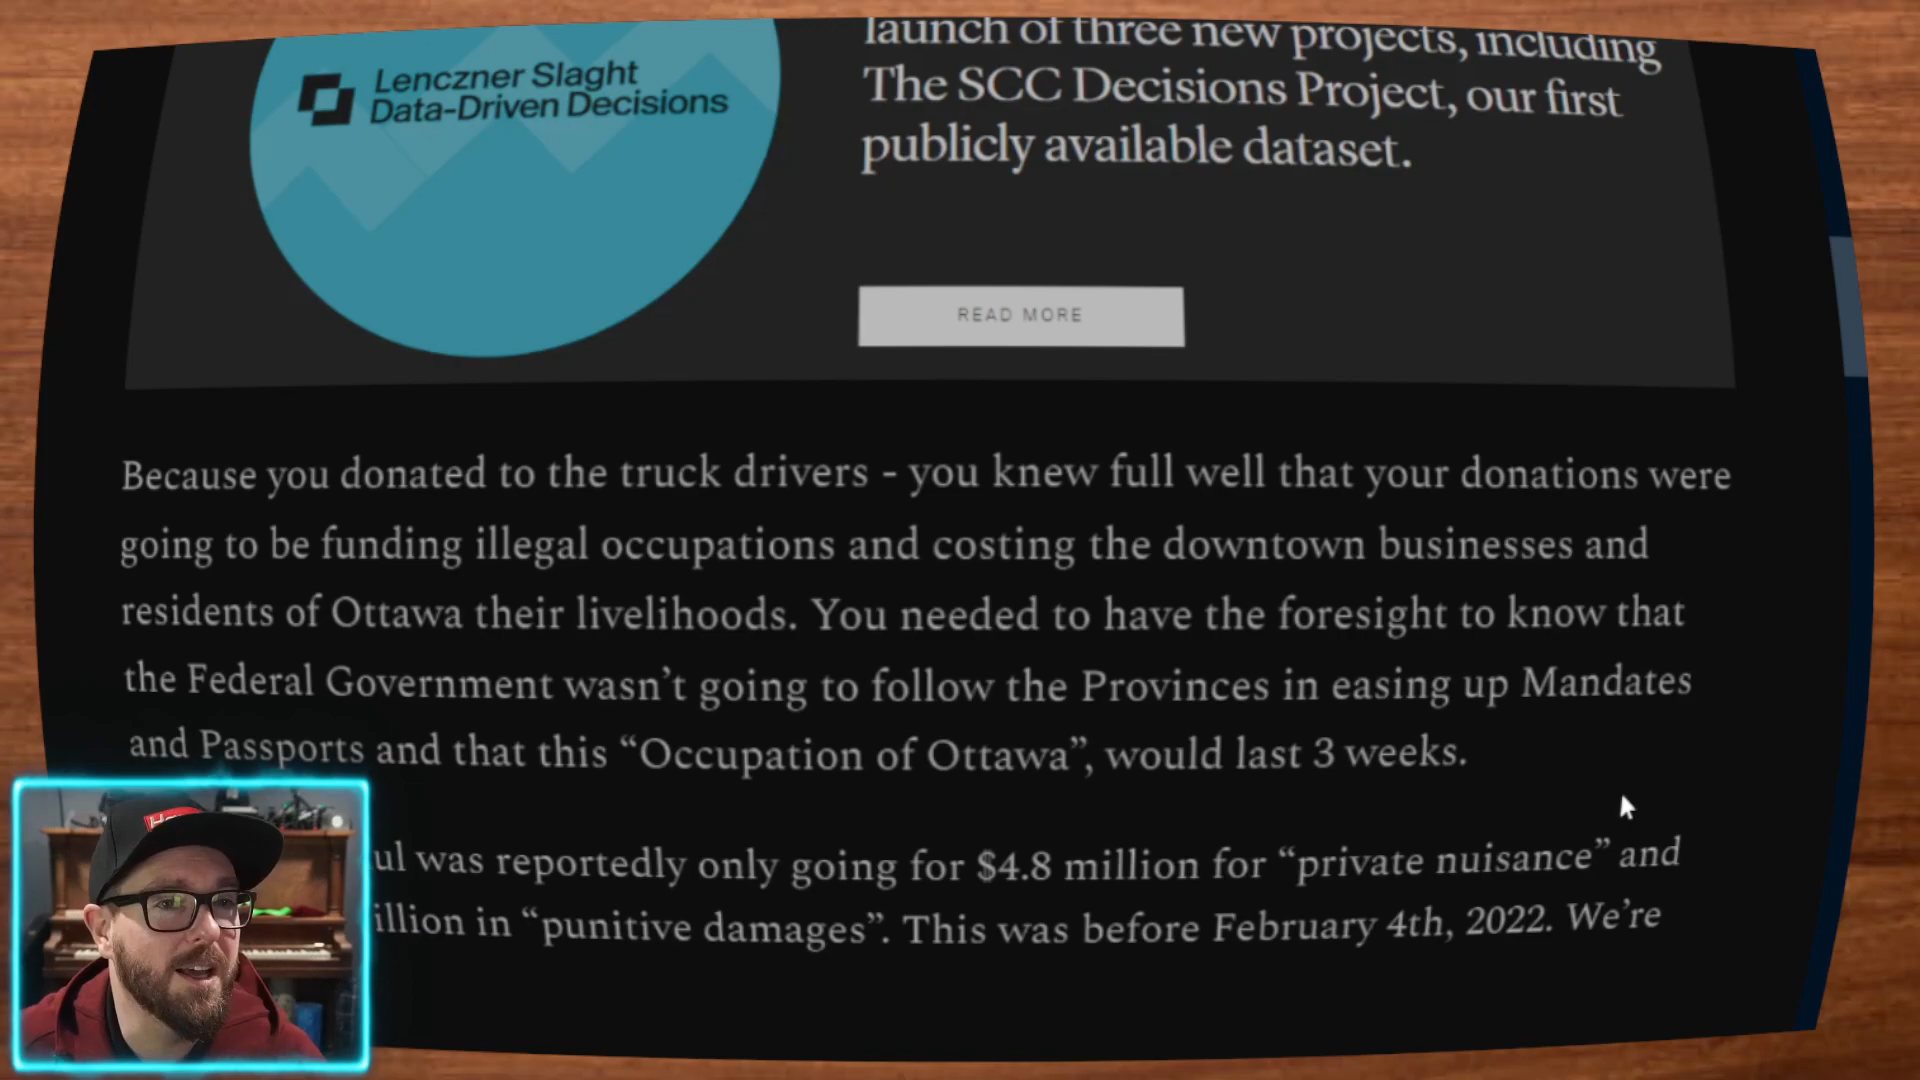 launch of three new projects, including
Lenczner Slaght
Data-Driven Decisions
The SCC Decisions Project, our first
publicly available dataset.
READ MORE
Because you donated to the truck drivers - you knew full well that your donations were
going to be funding illegal occupations and costing the downtown businesses and
residents of Ottawa their livelihoods. You needed to have the foresight to know that
the Federal Government wasn’t going to follow the Provinces in easing up Mandates
and Passports and that this “Occupation of Ottawa”, would last 3 weeks.
was reportedly only going for $4.8 million for “private nuisance” and
in “punitive damages”. This was before February 4th, 2022. We’re